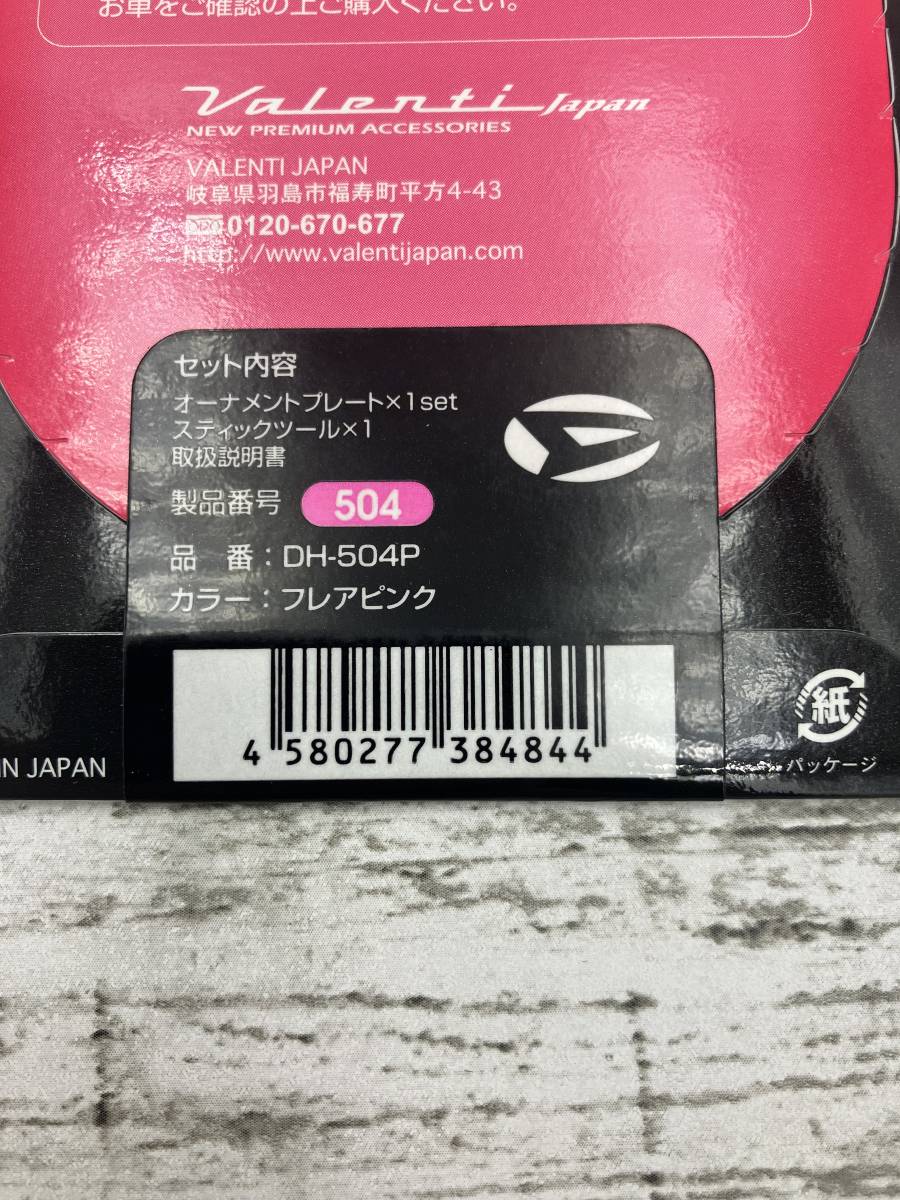 お車をご確認の上ご購入ください。
Valenti Japan
NEW PREMIUM ACCESSORIES
VALENTI JAPAN
岐阜県羽島市福寿町平方4-43
0120-670-677
http://www.valentijapan.com
セット内容
オーナメントプレート×1set
スティックツール×1
取扱説明書
製品番号 504
品 番:DH-504P
カラー:フレアピンク
4 580277 384844
IN JAPAN
紙
パッケージ